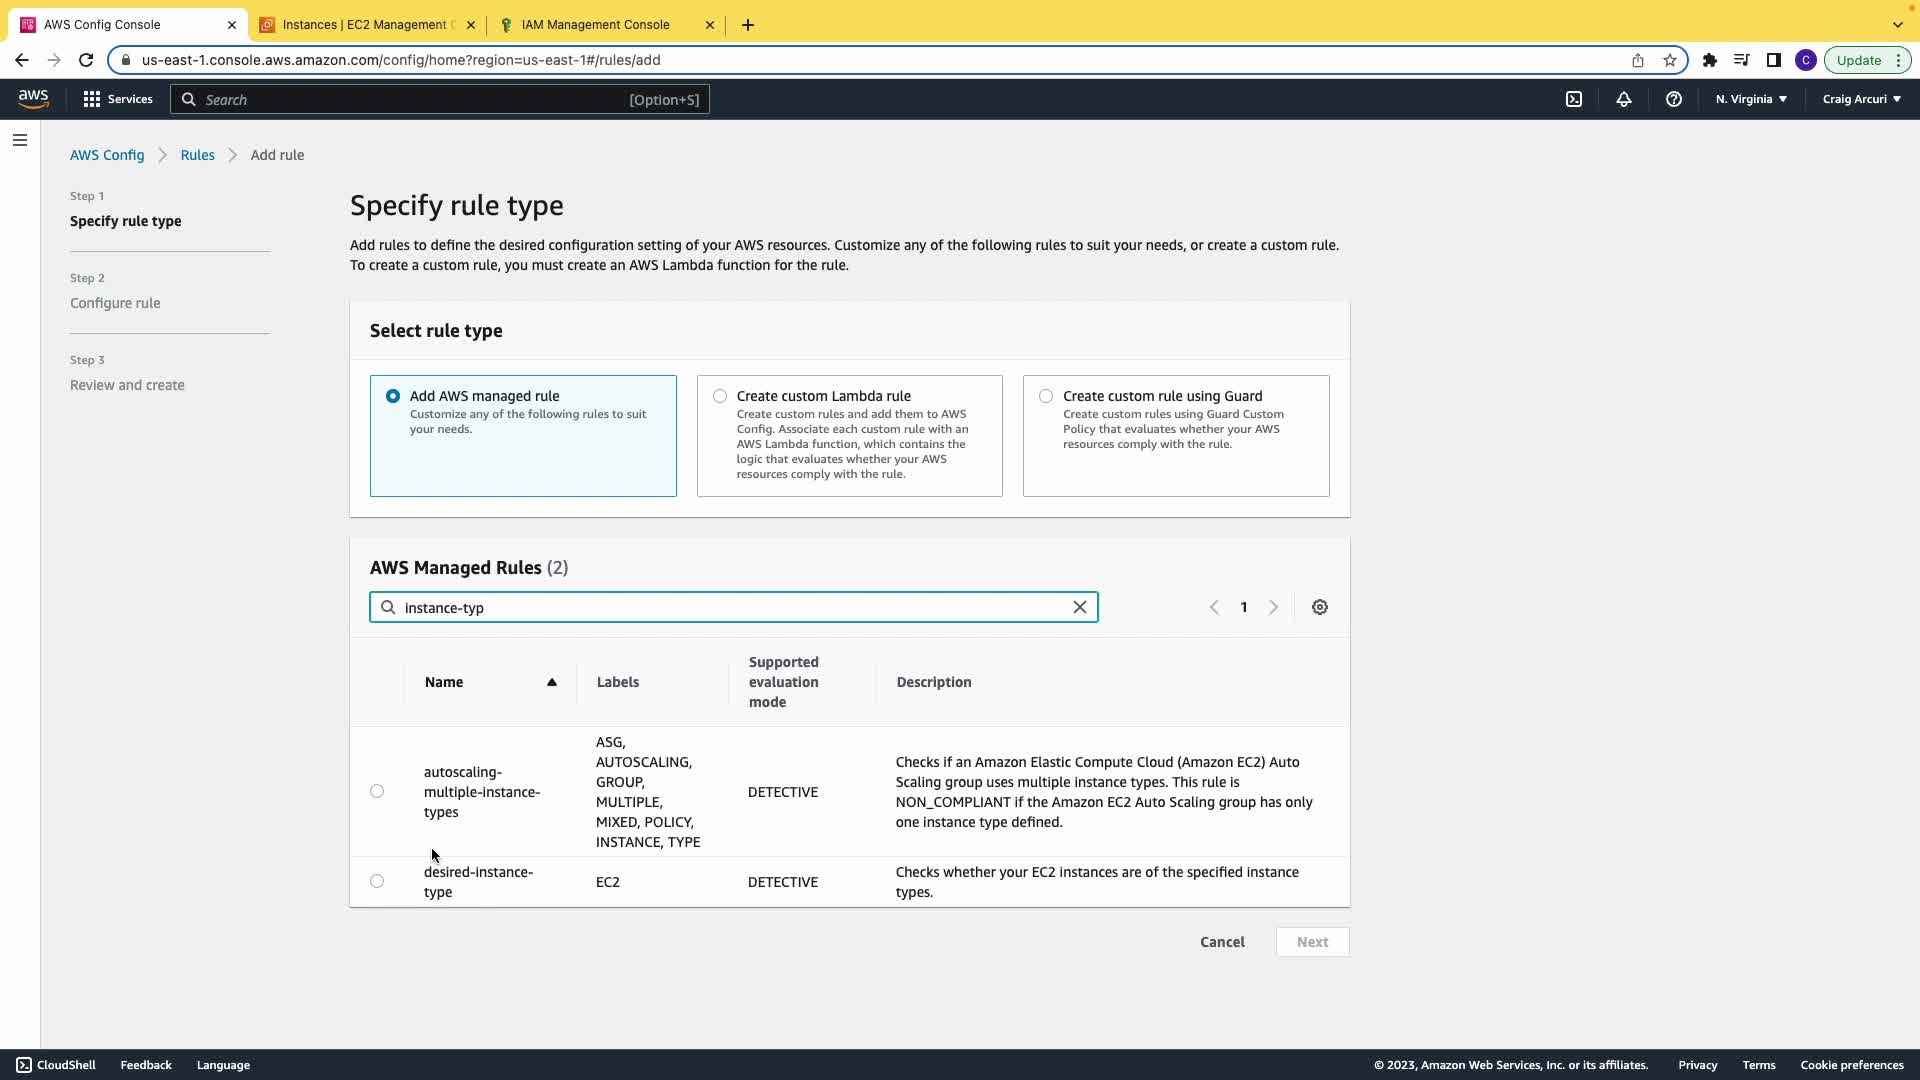 AWS Config Console
Instances | EC2 Management C
IAM Management Console
us-east-1.console.aws.amazon.com/config/home?region=us-east-1#/rules/add
C
Update
aws
Services
Search
[Option+S]
N. Virginia
Craig Arcuri
AWS Config
Rules
Add rule
Step 1
Specify rule type
Step 2
Configure rule
Step 3
Review and create
Specify rule type
Add rules to define the desired configuration setting of your AWS resources. Customize any of the following rules to suit your needs, or create a custom rule.
To create a custom rule, you must create an AWS Lambda function for the rule.
Select rule type
Add AWS managed rule
Customize any of the following rules to suit
your needs.
Create custom Lambda rule
Create custom rules and add them to AWS
Config. Associate each custom rule with an
AWS Lambda function, which contains the
logic that evaluates whether your AWS
resources comply with the rule.
Create custom rule using Guard
Create custom rules using Guard Custom
Policy that evaluates whether your AWS
resources comply with the rule.
AWS Managed Rules (2)
instance-typ
1
Name
Labels
Supported
evaluation
mode
Description
autoscaling-
multiple-instance-
types
ASG,
AUTOSCALING,
GROUP,
MULTIPLE,
MIXED, POLICY,
INSTANCE, TYPE
DETECTIVE
Checks if an Amazon Elastic Compute Cloud (Amazon EC2) Auto
Scaling group uses multiple instance types. This rule is
NON_COMPLIANT if the Amazon EC2 Auto Scaling group has only
one instance type defined.
desired-instance-
type
EC2
DETECTIVE
Checks whether your EC2 instances are of the specified instance
types.
Cancel
Next
CloudShell
Feedback
Language
© 2023, Amazon Web Services, Inc. or its affiliates.
Privacy
Terms
Cookie preferences